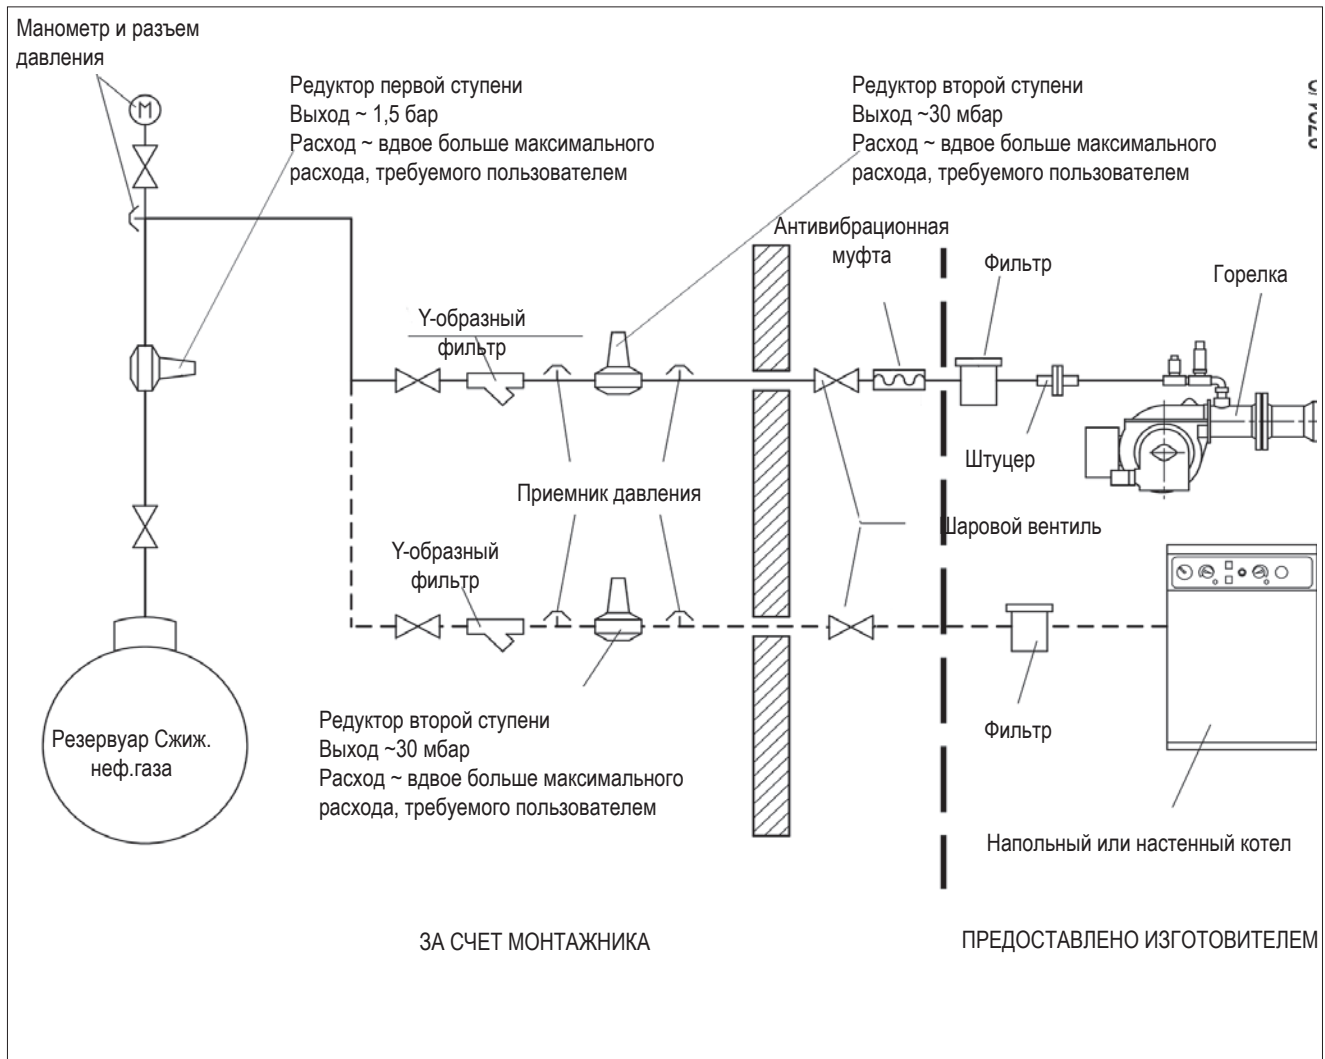 Манометр и разъем
давления
M
Редуктор первой ступени
Выход ~ 1,5 бар
Расход ~ вдвое больше максимального
расхода, требуемого пользователем
Редуктор второй ступени
Выход ~30 мбар
Расход ~ вдвое больше максимального
расхода, требуемого пользователем
Антивибрационная
муфта
Фильтр
Горелка
Y-образный
фильтр
Штуцер
Приемник давления
Шаровой вентиль
Y-образный
фильтр
Резервуар Сжиж.
неф.газа
Редуктор второй ступени
Выход ~30 мбар
Расход ~ вдвое больше максимального
расхода, требуемого пользователем
Фильтр
Напольный или настенный котел
ЗА СЧЕТ МОНТАЖНИКА
ПРЕДОСТАВЛЕНО ИЗГОТОВИТЕЛЕМ